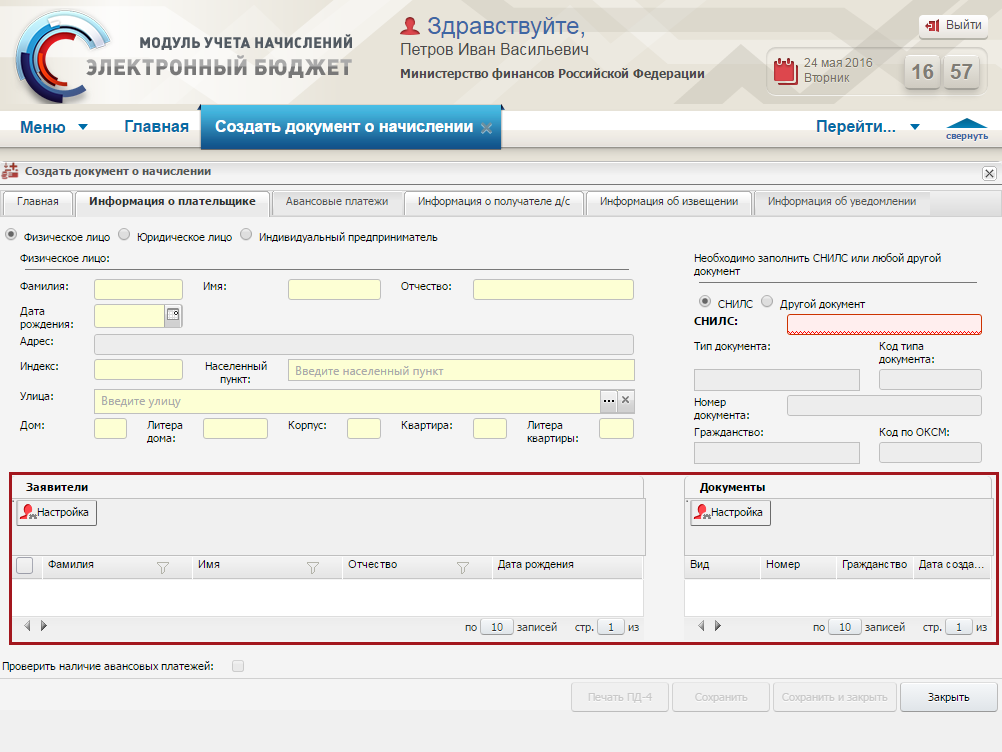 МОДУЛЬ УЧЕТА НАЧИСЛЕНИЙ
ЭЛЕКТРОННЫЙ БЮДЖЕТ
Здравствуйте,
Петров Иван Васильевич
Министерство финансов Российской Федерации
Выйти
24 мая 2016
Вторник
16 57
Меню
Главная
Создать документ о начислении
Перейти...
свернуть
Создать документ о начислении
Главная
Информация о плательщике
Авансовые платежи
Информация о получателе д/с
Информация об извещении
Информация об уведомлении
Физическое лицо
Юридическое лицо
Индивидуальный предприниматель
Физическое лицо:
Фамилия:
Имя:
Отчество:
Дата
рождения:
Адрес:
Индекс:
Населенный
пункт:
Введите населенный пункт
Улица:
Введите улицу
...
Дом:
Литера
дома:
Корпус:
Квартира:
Литера
квартиры:
Необходимо заполнить СНИЛС или любой другой
документ
СНИЛС
Другой документ
СНИЛС:
Тип документа:
Код типа
документа:
Номер
документа:
Гражданство:
Код по ОКСМ:
Заявители
Настройка
Фамилия
Имя
Отчество
Дата рождения
по 10 записей стр. 1 из
Документы
Настройка
Вид
Номер
Гражданство
Дата созда...
по 10 записей стр. 1 из
Проверить наличие авансовых платежей:
Печать ПД-4
Сохранить
Сохранить и закрыть
Закрыть